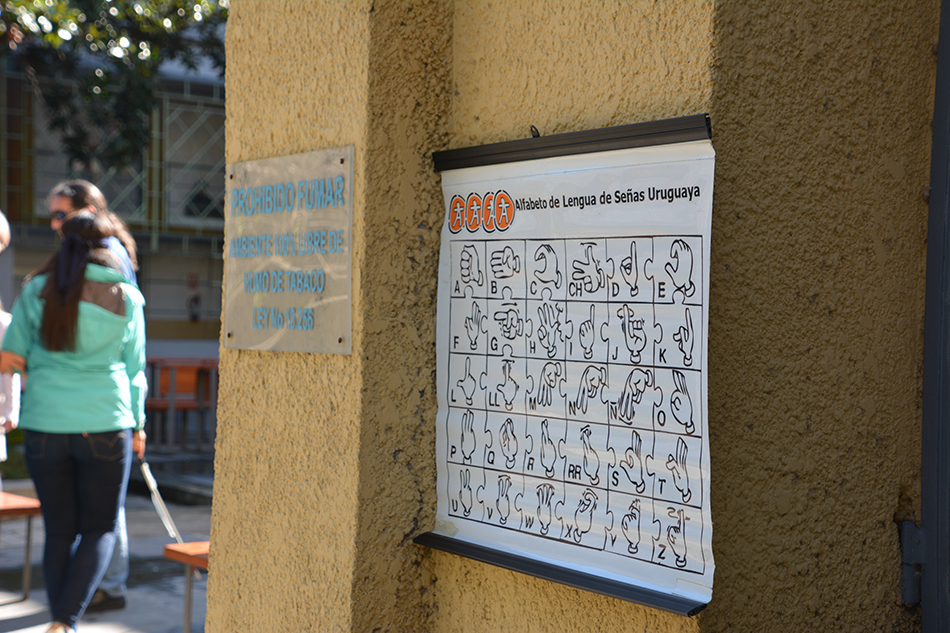 PROHIBIDO FUMAR
AMBIENTE 100% LIBRE DE
HUMO DE TABACO
LEY No 18.256
Alfabeto de Lengua de Señas Uruguaya
A B C CH D E
F G H I J K
L LL M N Ñ O
P Q R RR S T
U V W X Y Z